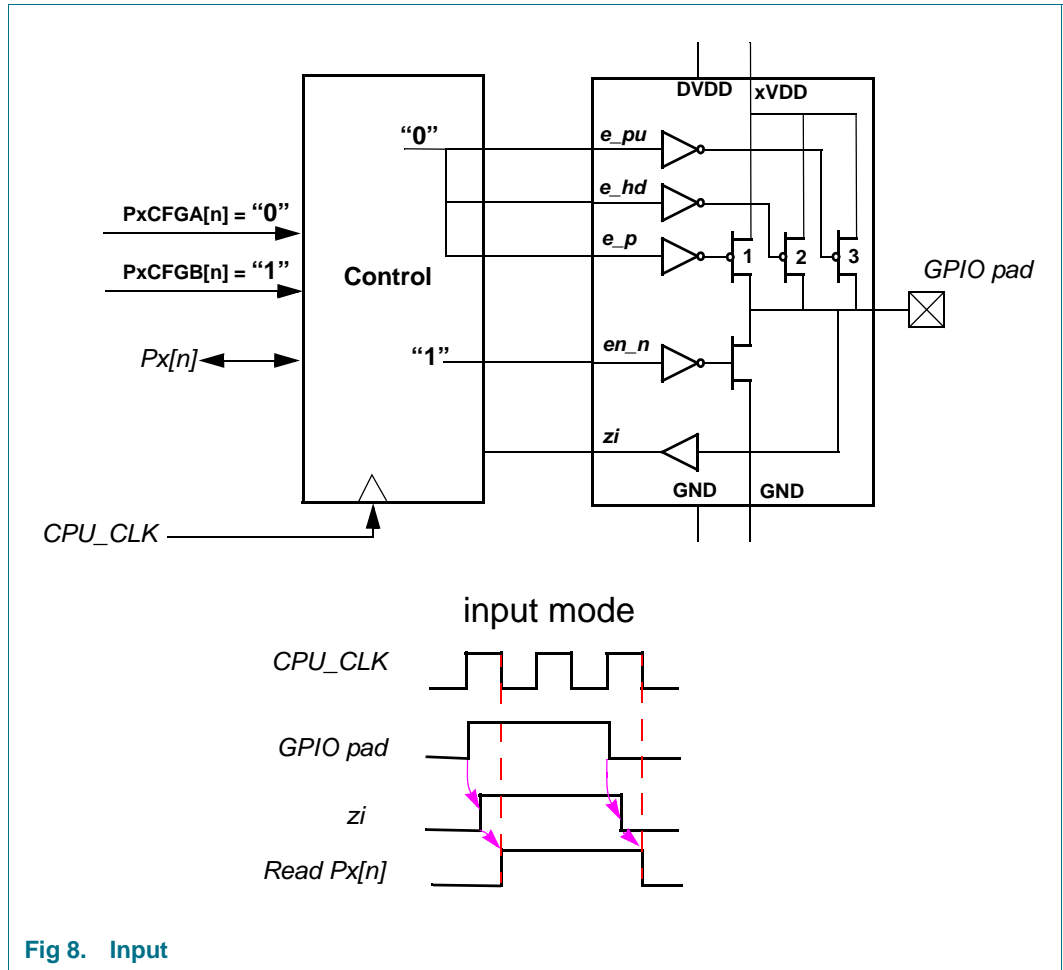 DVDD
xVDD
"0"
e_pu
e_hd
PxCFGA[n] = "0"
e_p
1
2
3
PxCFGB[n] = "1"
Control
GPIO pad
Px[n]
"1"
en_n
zi
GND
GND
CPU_CLK
input mode
CPU_CLK
GPIO pad
zi
Read Px[n]
Fig 8. Input